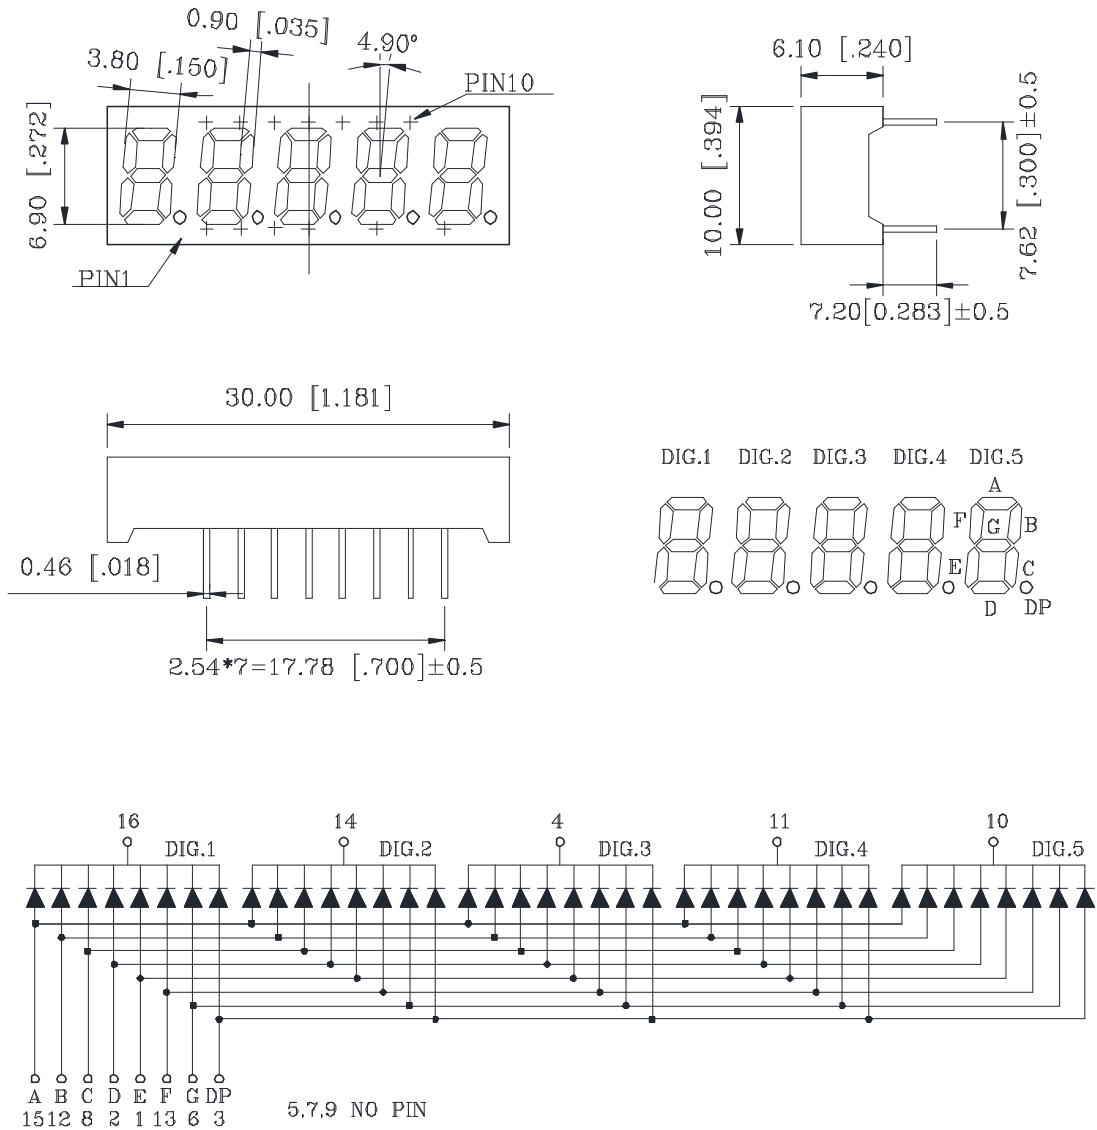 0.90 [.035]
4.90°
3.80 [.150]
PIN10
6.90 [.272]
PIN1
6.10 [.240]
10.00 [.394]
7.62 [.300]±0.5
7.20[0.283]±0.5
30.00 [1.181]
0.46 [.018]
2.54*7=17.78 [.700]±0.5
DIG.1 DIG.2 DIG.3 DIG.4 DIG.5
A
F G B
E C
D DP
16 14 4 11 10
DIG.1 DIG.2 DIG.3 DIG.4 DIG.5
A B C D E F G DP
15 12 8 2 1 13 6 3
5,7,9 NO PIN